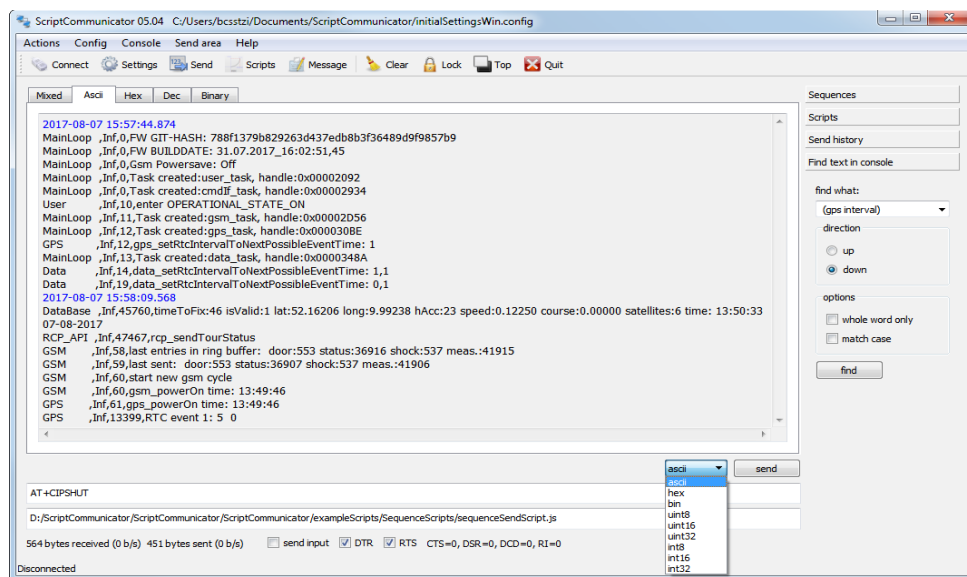 ScriptCommunicator 05.04 C:/Users/bcsstzi/Documents/ScriptCommunicator/initialSettingsWin.config
Actions Config Console Send area Help
Connect Settings Send Scripts Message Clear Lock Top Quit
Mixed Ascii Hex Dec Binary
2017-08-07 15:57:44.874
MainLoop ,Inf,0,FW GIT-HASH: 788f1379b829263d437edb8b3f36489d9f9857b9
MainLoop ,Inf,0,FW BUILDDATE: 31.07.2017_16:02:51,45
MainLoop ,Inf,0,Gsm Powersave: Off
MainLoop ,Inf,0,Task created:user_task, handle:0x00002092
MainLoop ,Inf,0,Task created:cmdIf_task, handle:0x00002934
User ,Inf,10,enter OPERATIONAL_STATE_ON
MainLoop ,Inf,11,Task created:gsm_task, handle:0x00002D56
MainLoop ,Inf,12,Task created:gps_task, handle:0x000030BE
GPS ,Inf,12,gps_setRtcIntervalToNextPossibleEventTime: 1
MainLoop ,Inf,13,Task created:data_task, handle:0x0000348A
Data ,Inf,14,data_setRtcIntervalToNextPossibleEventTime: 1,1
Data ,Inf,19,data_setRtcIntervalToNextPossibleEventTime: 0,1
2017-08-07 15:58:09.568
DataBase ,Inf,45760,timeToFix:46 isValid:1 lat:52.16206 long:9.99238 hAcc:23 speed:0.12250 course:0.00000 satellites:6 time: 13:50:33
07-08-2017
RCP_API ,Inf,47467,rcp_sendTourStatus
GSM ,Inf,58,last entries in ring buffer: door:553 status:36916 shock:537 meas.:41915
GSM ,Inf,59,last sent: door:553 status:36907 shock:537 meas.:41906
GSM ,Inf,60,start new gsm cycle
GSM ,Inf,60,gsm_powerOn time: 13:49:46
GPS ,Inf,61,gps_powerOn time: 13:49:46
GPS ,Inf,13399,RTC event 1: 5 0
Sequences
Scripts
Send history
Find text in console
find what:
(gps interval)
direction
up
down
options
whole word only
match case
find
ascii
send
ascii
hex
bin
uint8
uint16
uint32
int8
int16
int32
AT+CIPSHUT
D:/ScriptCommunicator/ScriptCommunicator/ScriptCommunicator/exampleScripts/SequenceScripts/sequenceSendScript.js
564 bytes received (0 b/s) 451 bytes sent (0 b/s) send input DTR RTS CTS=0, DSR=0, DCD=0, RI=0
Disconnected